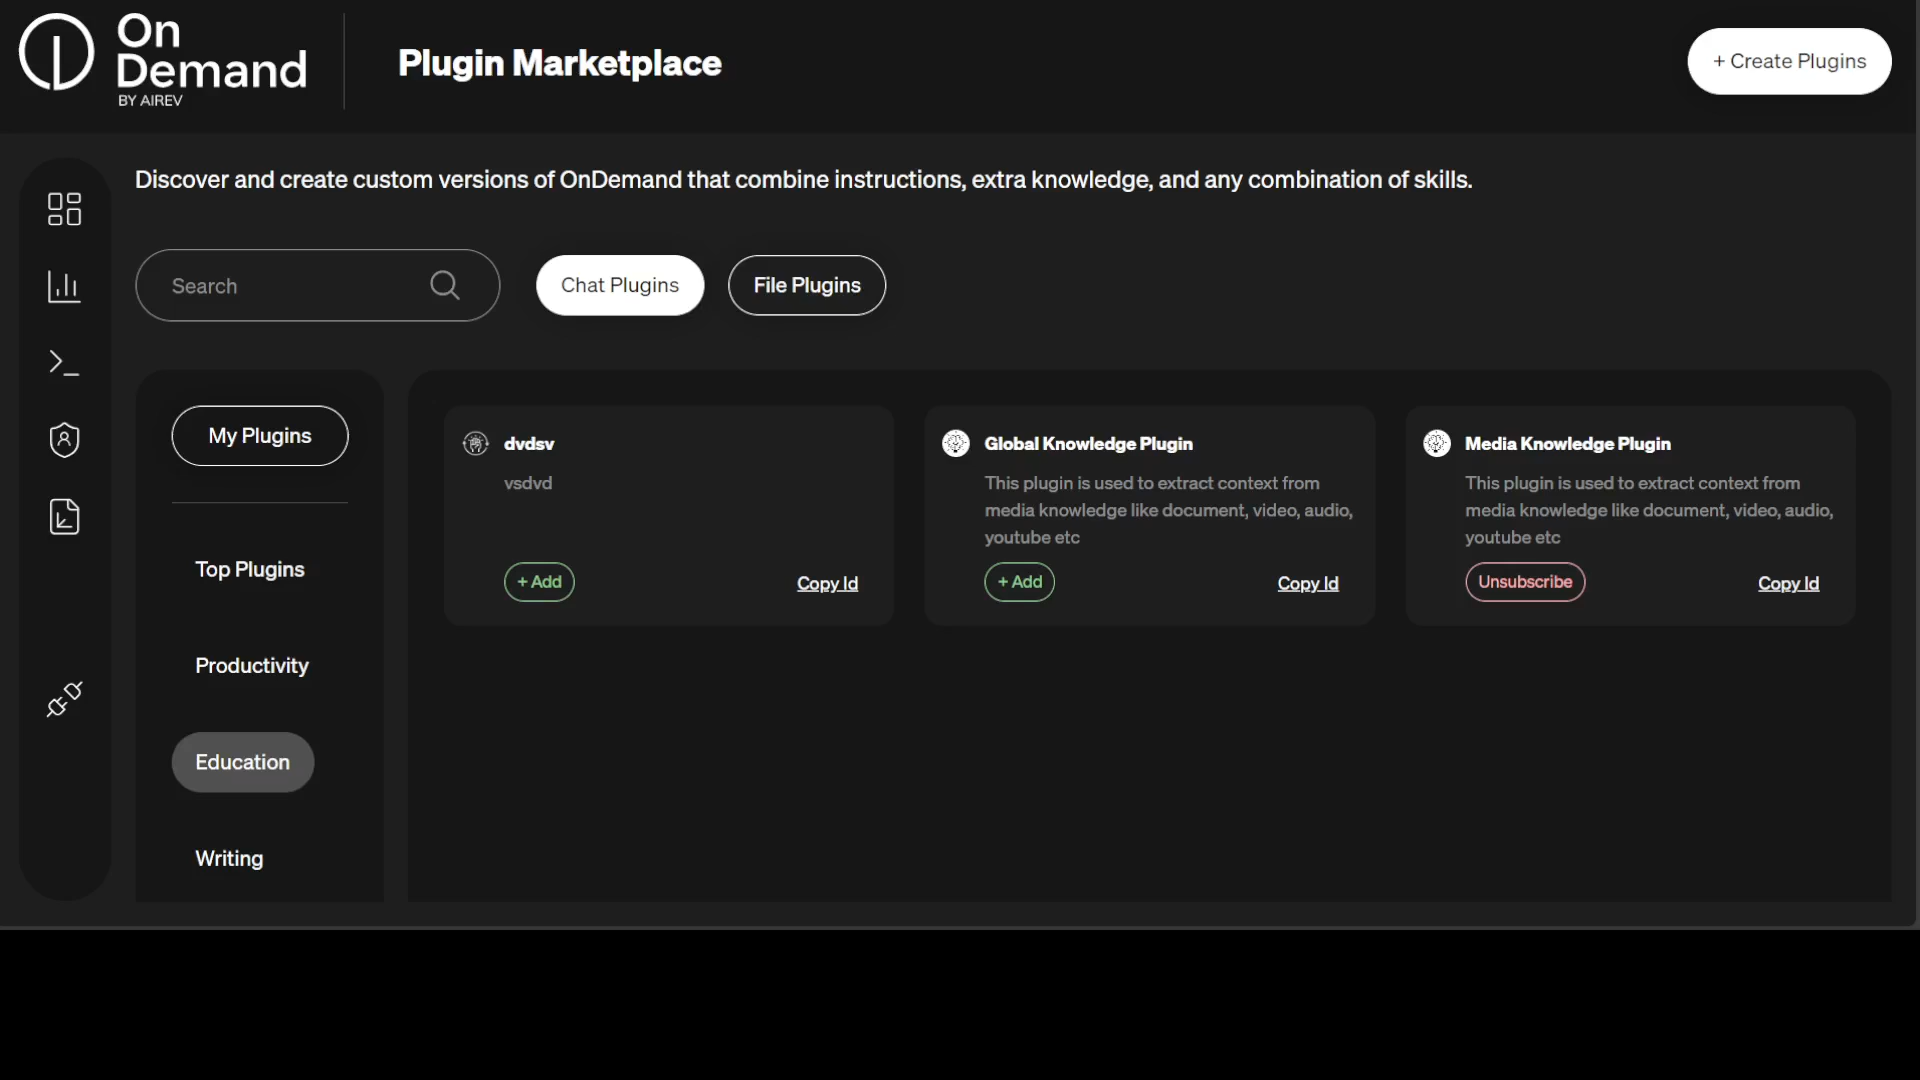 On
Demand
BY AIREV
Plugin Marketplace
+ Create Plugins
Discover and create custom versions of OnDemand that combine instructions, extra knowledge, and any combination of skills.
Search
Chat Plugins
File Plugins
My Plugins
Top Plugins
Productivity
Education
Writing
dvdsv
vsdvd
+ Add
Copy Id
Global Knowledge Plugin
This plugin is used to extract context from
media knowledge like document, video, audio,
youtube etc
+ Add
Copy Id
Media Knowledge Plugin
This plugin is used to extract context from
media knowledge like document, video, audio,
youtube etc
Unsubscribe
Copy Id